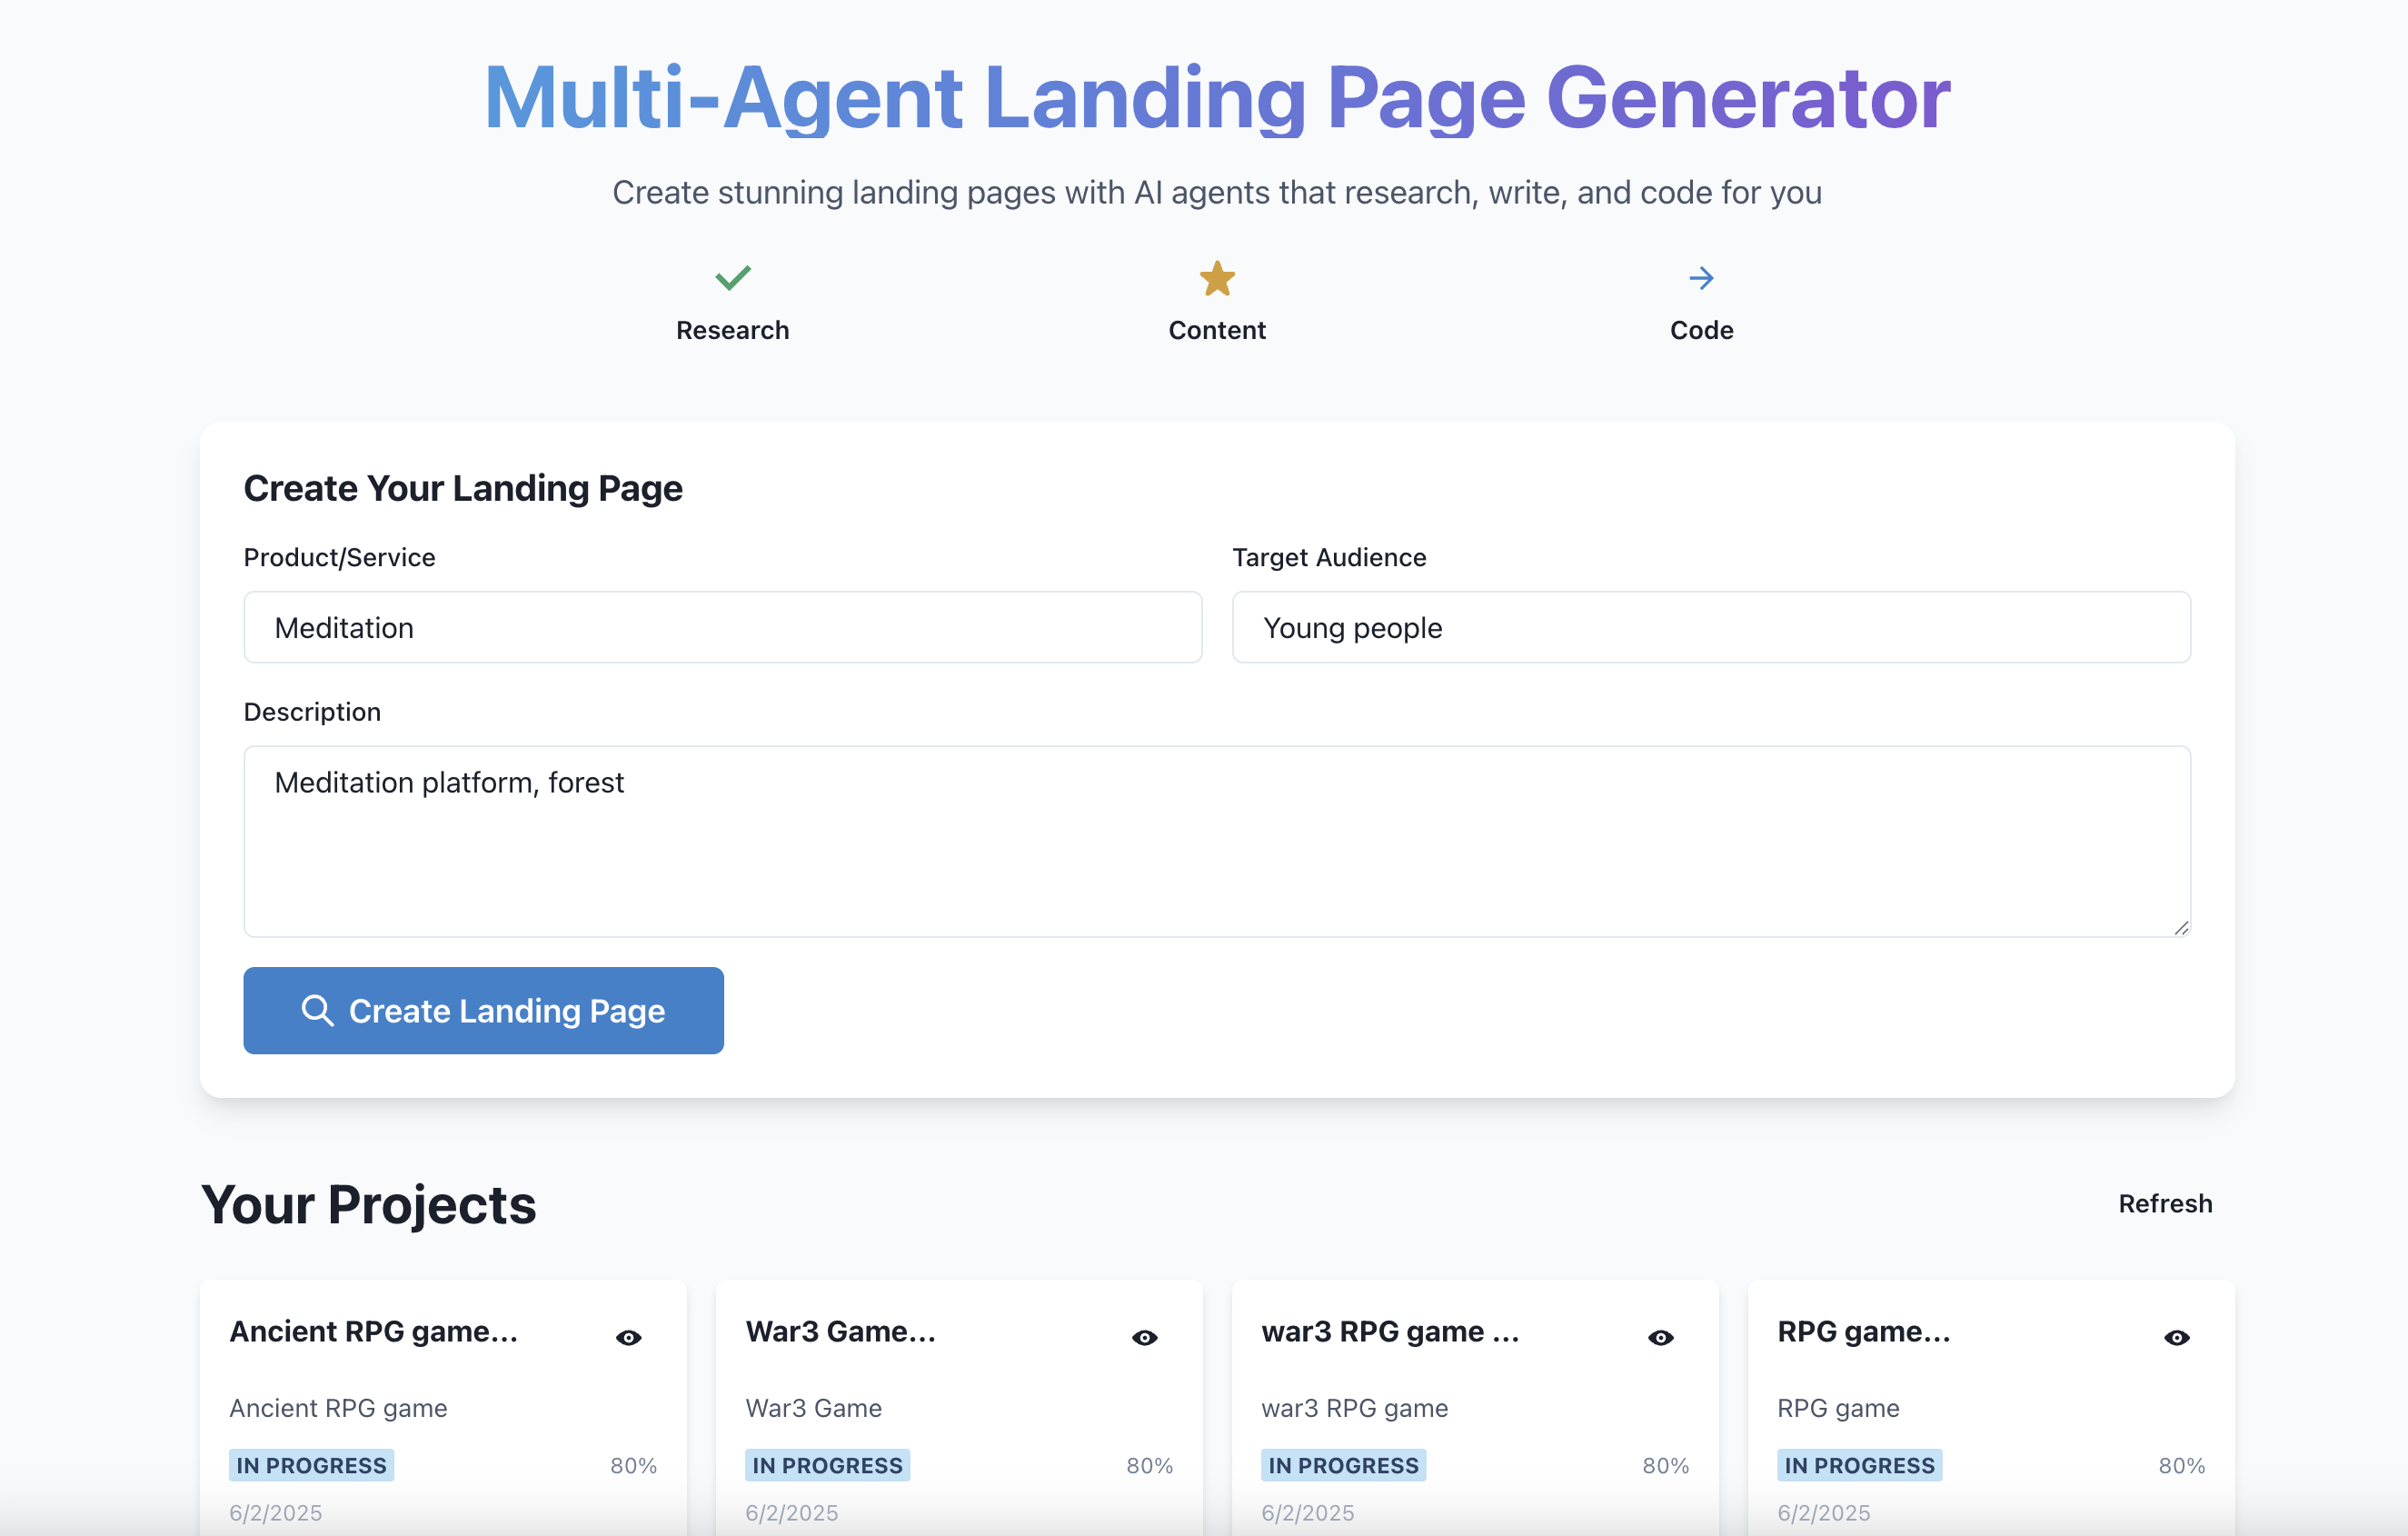 Multi-Agent Landing Page Generator
Create stunning landing pages with AI agents that research, write, and code for you
Research
Content
Code
Create Your Landing Page
Product/Service
Target Audience
Meditation
Young people
Description
Meditation platform, forest
Create Landing Page
Your Projects
Refresh
Ancient RPG game...
War3 Game...
war3 RPG game ...
RPG game...
Ancient RPG game
War3 Game
war3 RPG game
RPG game
IN PROGRESS 80%
IN PROGRESS 80%
IN PROGRESS 80%
IN PROGRESS 80%
6/2/2025
6/2/2025
6/2/2025
6/2/2025